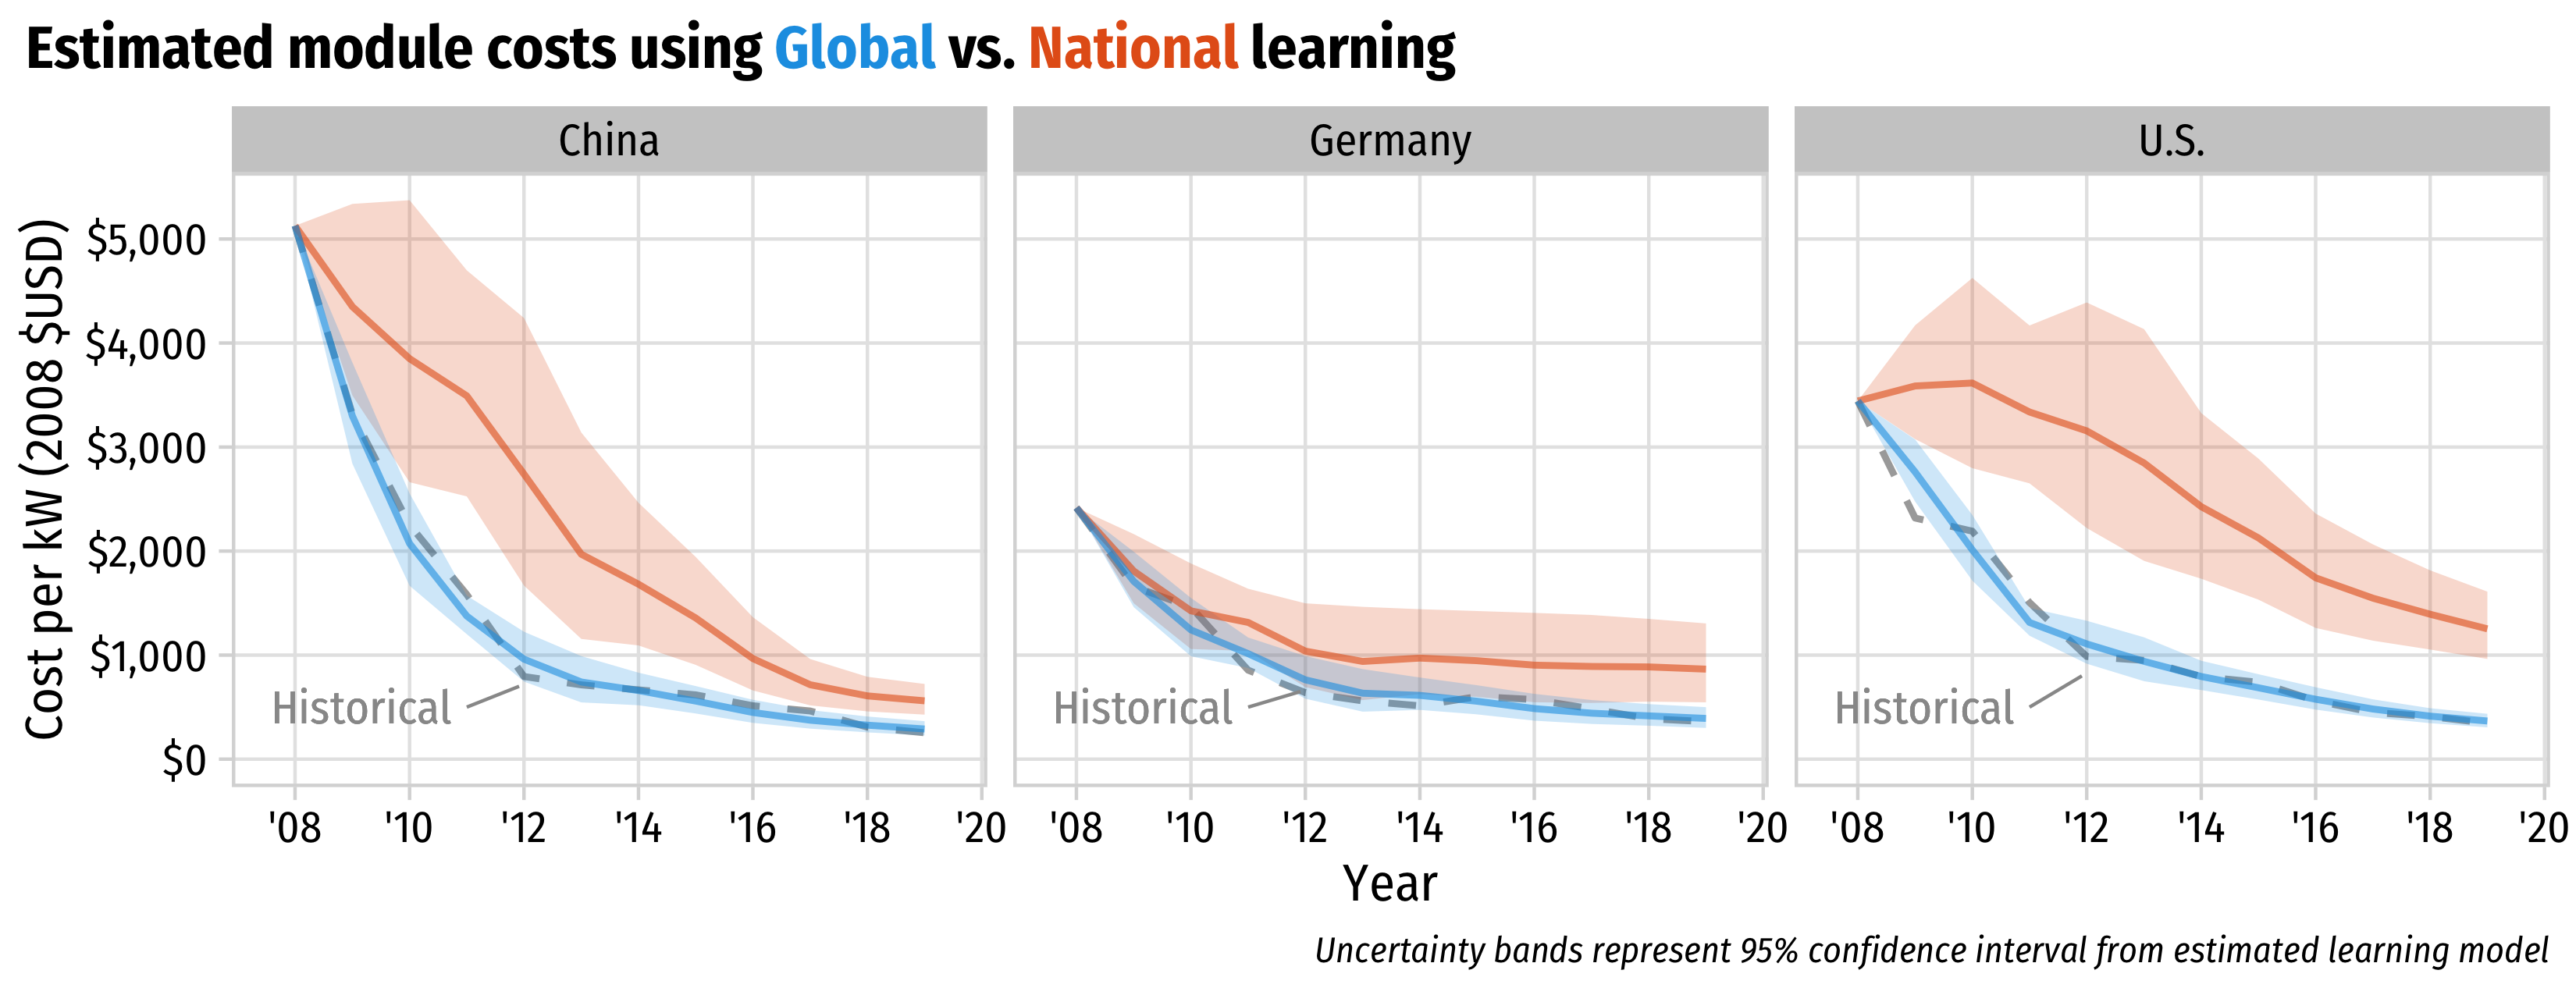 Estimated module costs using Global vs. National learning
China
Germany
U.S.
Cost per kW (2008 $USD)
$5,000
$4,000
$3,000
$2,000
$1,000
$0
Historical
Historical
Historical
'08 '10 '12 '14 '16 '18 '20
'08 '10 '12 '14 '16 '18 '20
'08 '10 '12 '14 '16 '18 '20
Year
Uncertainty bands represent 95% confidence interval from estimated learning model